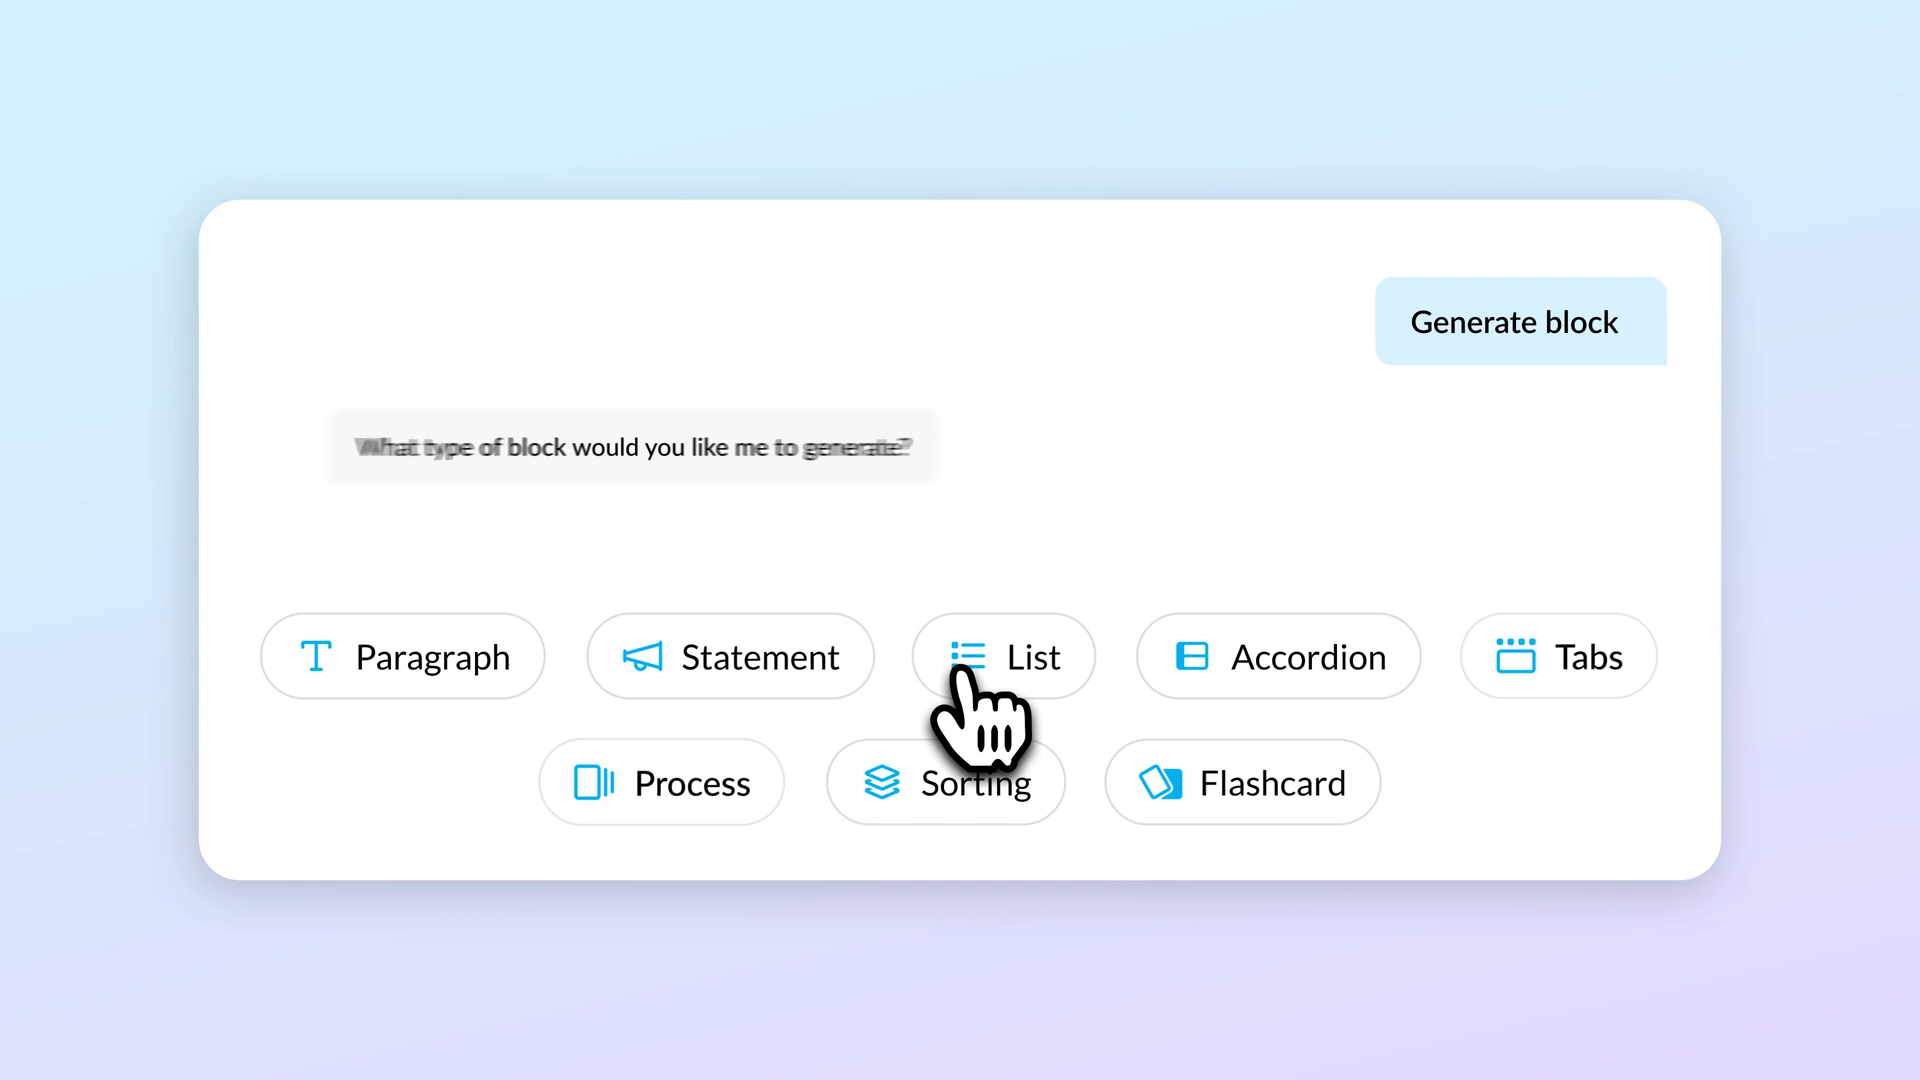 Generate block
What type of block would you like me to generate?
Paragraph
Statement
List
Accordion
Tabs
Process
Sorting
Flashcard